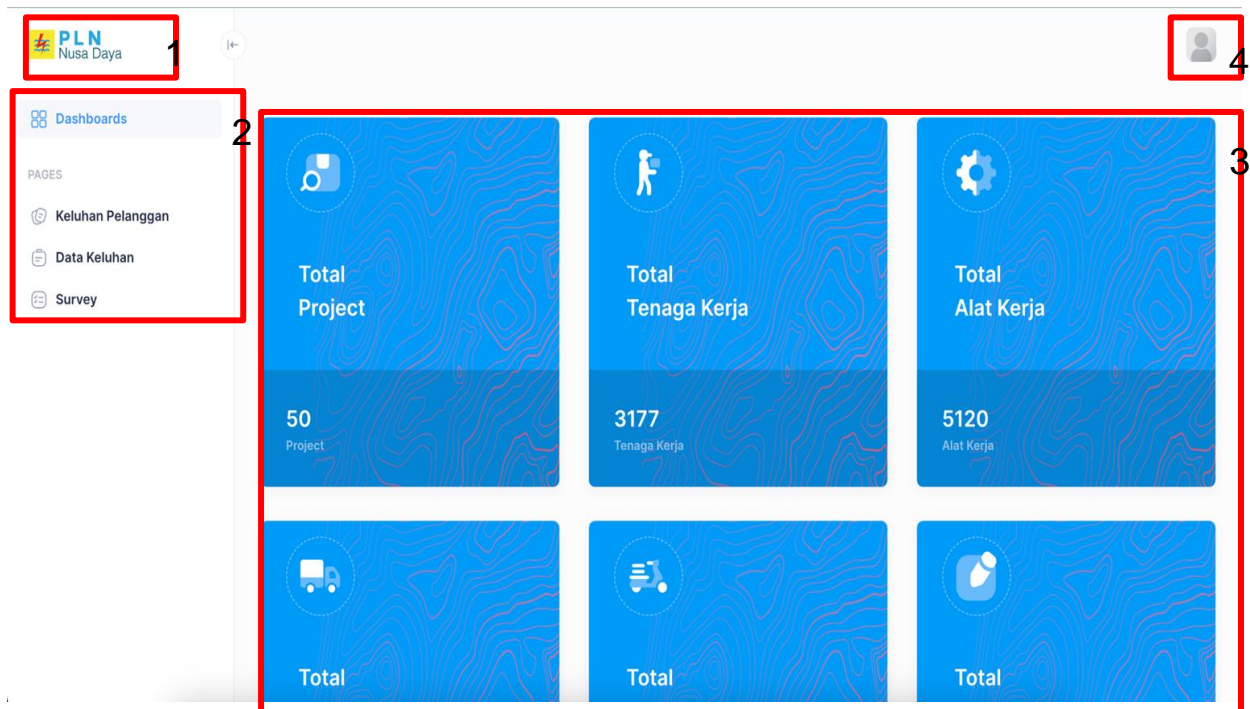 PLN
Nusa Daya
1
4
Dashboards
2
3
PAGES
Keluhan Pelanggan
Data Keluhan
Survey
Total
Project
50
Project
Total
Tenaga Kerja
3177
Tenaga Kerja
Total
Alat Kerja
5120
Alat Kerja
Total
Total
Total